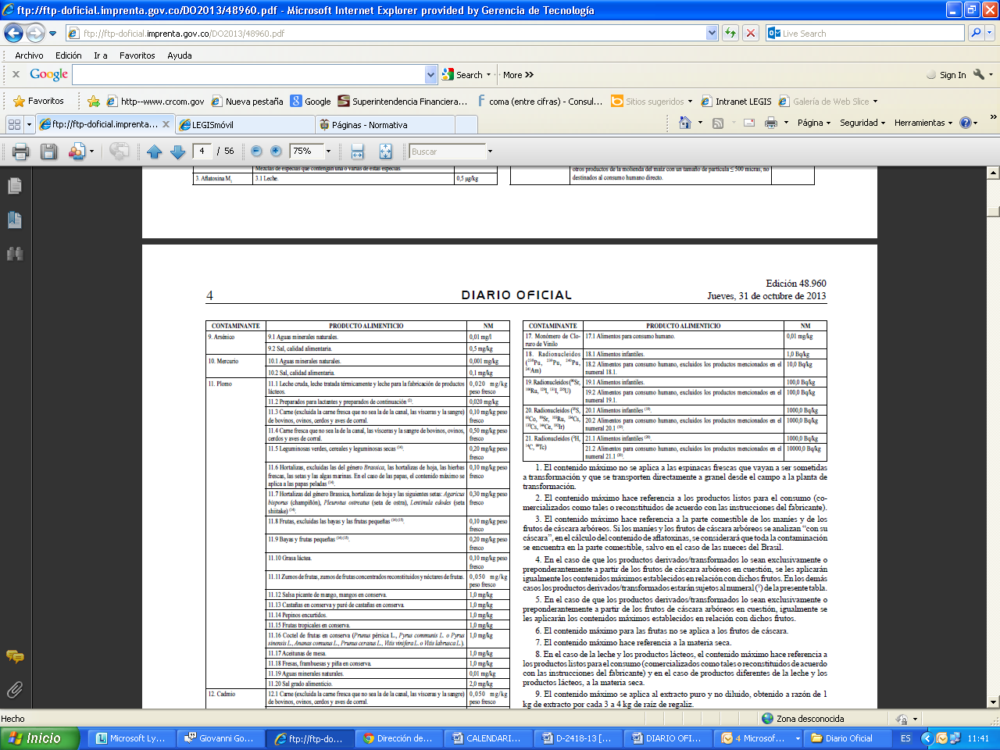 ftp://ftp-doficial.imprenta.gov.co/DO2013/48960.pdf - Microsoft Internet Explorer provided by Gerencia de Tecnología
ftp://ftp-doficial.imprenta.gov.co/DO2013/48960.pdf
Live Search
Archivo Edición Ir a Favoritos Ayuda
Google Search More >> Sign In
Favoritos http--www.crcom.gov Nueva pestaña Google Superintendencia Financiera... coma (entre cifras) - Consul... Sitios sugeridos Intranet LEGIS Galería de Web Slice
ftp://ftp-doficial.imprenta... LEGISmóvil Páginas - Normativa Página Seguridad Herramientas
4 / 56 75% Buscar
Mezclas de especias que contengan una o varias de estas especias.
3. Aflatoxina M1 3.1 Leche. 0,5 µg/kg
otros productos de la molienda del maíz con un tamaño de partícula ≤ 500 micras, no
destinados al consumo humano directo.
4 DIARIO OFICIAL
Edición 48.960
Jueves, 31 de octubre de 2013
CONTAMINANTE PRODUCTO ALIMENTICIO NM
9. Arsénico 9.1 Aguas minerales naturales. 0,01 mg/l
9.2 Sal, calidad alimentaria. 0,5 mg/kg
10. Mercurio 10.1 Aguas minerales naturales. 0,001 mg/kg
10.2 Sal, calidad alimentaria. 0,1 mg/kg
11. Plomo 11.1 Leche cruda, leche tratada térmicamente y leche para la fabricación de productos 0,020 mg/kg
lácteos. peso fresco
11.2 Preparados para lactantes y preparados de continuación (2). 0,020 mg/kg
11.3 Carne (excluida la carne fresca que no sea la de la canal, las vísceras y la sangre) 0,10 mg/kg peso
de bovinos, ovinos, cerdos y aves de corral. fresco
11.4 Carne fresca que no sea la de la canal, las vísceras y la sangre de bovinos, ovinos, 0,50 mg/kg peso
cerdos y aves de corral. fresco
11.5 Leguminosas verdes, cereales y leguminosas secas (14). 0,20 mg/kg peso
fresco
11.6 Hortalizas, excluidas las del género Brassica, las hortalizas de hoja, las hierbas 0,10 mg/kg peso
frescas, las setas y las algas marinas. En el caso de las papas, el contenido máximo se fresco
aplica a las papas peladas (14).
11.7 Hortalizas del género Brassica, hortalizas de hoja y las siguientes setas: Agaricus 0,30 mg/kg peso
bisporus (champiñón), Pleurotus ostreatus (seta de ostra), Lentinula edodes (seta fresco
shiitake) (14).
11.8 Frutas, excluidas las bayas y las frutas pequeñas (14) (15). 0,10 mg/kg peso
fresco
11.9 Bayas y frutas pequeñas (14) (15). 0,20 mg/kg peso
fresco
11.10 Grasa láctea. 0,10 mg/kg peso
fresco
11.11 Zumos de frutas, zumos de frutas concentrados reconstituidos y néctares de frutas. 0,050 mg/kg
peso fresco
11.12 Salsa picante de mango, mangos en conserva. 1,0 mg/kg
11.13 Castañas en conserva y puré de castañas en conserva. 1,0 mg/kg
11.14 Pepinos encurtidos. 1,0 mg/kg
11.15 Frutas tropicales en conserva. 1,0 mg/kg
11.16 Coctel de frutas en conserva (Prunus pérsica L., Pyrus communis L. o Pyrus 1,0 mg/kg
sinensis L., Ananas comunus L., Prunus ceranus L., Vitis vinífera L. o Vitis labrusca L.).
11.17 Aceitunas de mesa. 1,0 mg/kg
11.18 Fresas, frambuesas y piña en conserva. 1,0 mg/kg
11.19 Aguas minerales naturales. 0,01 mg/kg
11.20 Sal grado alimenticio. 2,0 mg/kg
12. Cadmio 12.1 Carne (excluida la carne fresca que no sea la de la canal, las vísceras y la sangre) 0,050 mg/kg
de bovinos, ovinos, cerdos y aves de corral. peso fresco
CONTAMINANTE PRODUCTO ALIMENTICIO NM
17. Monómero de Clo- 17.1 Alimentos para consumo humano. 0,01 mg/kg
ruro de Vinilo
18. Radionucleidos 18.1. Alimentos infantiles. 1,0 Bq/kg
(238Pu, 239Pu, 240Pu, 18.2 Alimentos para consumo humano, excluidos los productos mencionados en el 10,0 Bq/kg
241Am) numeral 18.1.
19. Radionucleidos (90Sr, 19.1 Alimentos infantiles. 100,0 Bq/kg
106Ru, 129I, 131I, 235U) 19.2 Alimentos para consumo humano, excluidos los productos mencionados en el 100,0 Bq/kg
numeral 19.1.
20. Radionucleidos (35S, 20.1 Alimentos infantiles (19). 1000,0 Bq/kg
60Co, 89Sr, 103Ru, 134Cs, 20.2 Alimentos para consumo humano, excluidos los productos mencionados en el 1000,0 Bq/kg
137Cs, 144Ce, 192Ir) numeral 20.1 (19).
21. Radionucleidos (3H, 21.1 Alimentos infantiles (20). 1000,0 Bq/kg
14C, 99Tc) 21.2 Alimentos para consumo humano, excluidos los productos mencionados en el 10000,0 Bq/kg
numeral 21.1 (20).
1. El contenido máximo no se aplica a las espinacas frescas que vayan a ser sometidas
a transformación y que se transporten directamente a granel desde el campo a la planta de
transformación.
2. El contenido máximo hace referencia a los productos listos para el consumo (co-
mercializados como tales o reconstituidos de acuerdo con las instrucciones del fabricante).
3. El contenido máximo hace referencia a la parte comestible de los maníes y de los
frutos de cáscara arbóreos. Si los maníes y los frutos de cáscara arbóreos se analizan “con su
cáscara”, en el cálculo del contenido de aflatoxinas, se considerará que toda la contaminación
se encuentra en la parte comestible, salvo en el caso de las nueces del Brasil.
4. En el caso de que los productos derivados/transformados lo sean exclusivamente o
preponderantemente a partir de los frutos de cáscara arbóreos en cuestión, se les aplicarán
igualmente los contenidos máximos establecidos en relación con dichos frutos. En los demás
casos los productos derivados/transformados estarán sujetos al numeral (1) de la presente tabla.
5. En el caso de que los productos derivados/transformados lo sean exclusivamente o
preponderantemente a partir de los frutos de cáscara arbóreos en cuestión, igualmente se
les aplicarán los contenidos máximos establecidos en relación con dichos frutos.
6. El contenido máximo para las frutas no se aplica a los frutos de cáscara.
7. El contenido máximo hace referencia a la materia seca.
8. En el caso de la leche y los productos lácteos, el contenido máximo hace referencia a
los productos listos para el consumo (comercializados como tales o reconstituidos de acuerdo
con las instrucciones del fabricante) y en el caso de productos diferentes de la leche y los
productos lácteos, a la materia seca.
9. El contenido máximo se aplica al extracto puro y no diluido, obtenido a razón de 1
kg de extracto por cada 3 a 4 kg de raíz de regaliz.
Hecho Zona desconocida
Inicio Microsoft Ly... Giovanni Go... ftp://ftp-do... Dirección de... CALENDARI... D-2418-13 [... DIARIO OFI... 4 Microsof... Diario Oficial ES 11:41